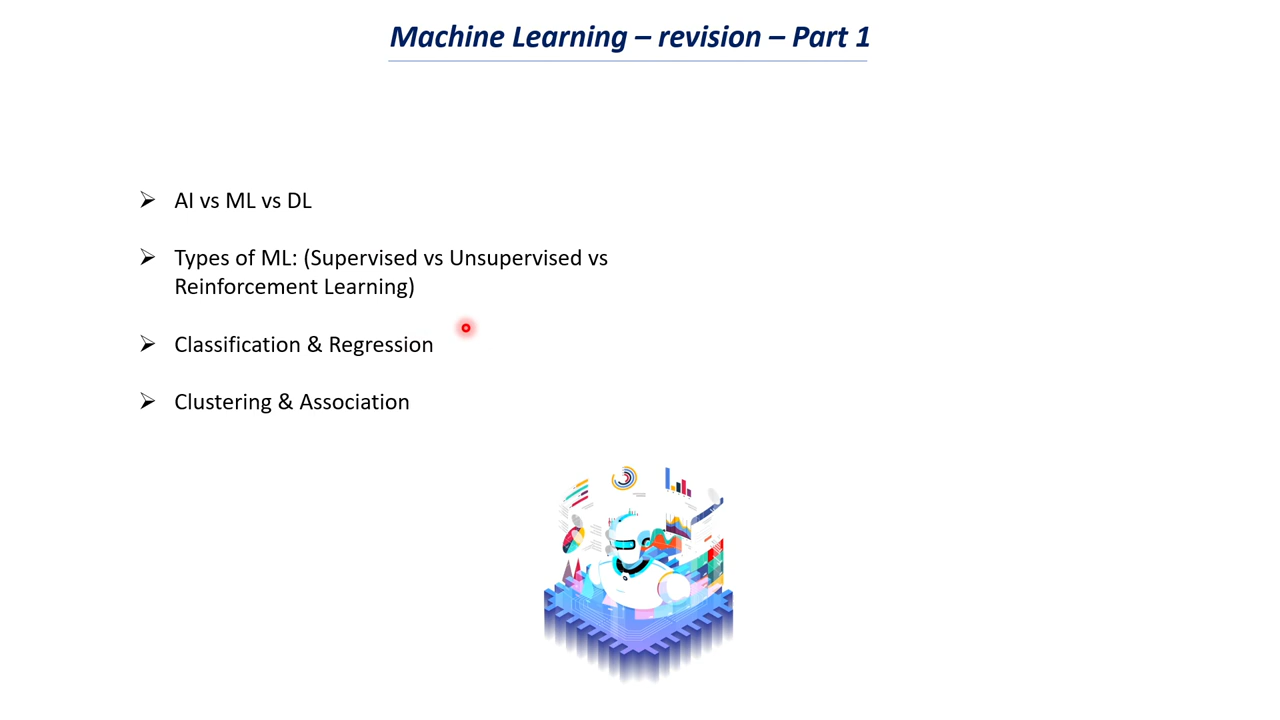 Machine Learning – revision – Part 1
➢ AI vs ML vs DL
➢ Types of ML: (Supervised vs Unsupervised vs
Reinforcement Learning)
➢ Classification & Regression
➢ Clustering & Association